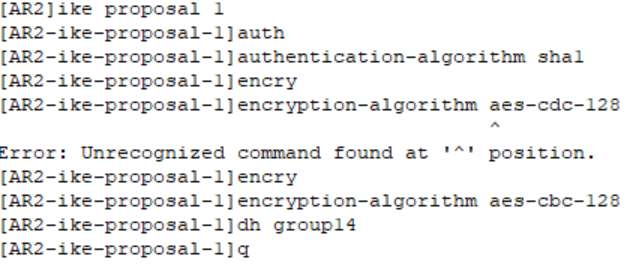 [AR2]ike proposal 1
[AR2-ike-proposal-1]auth
[AR2-ike-proposal-1]authentication-algorithm sha1
[AR2-ike-proposal-1]encry
[AR2-ike-proposal-1]encryption-algorithm aes-cdc-128
^
Error: Unrecognized command found at '^' position.
[AR2-ike-proposal-1]encry
[AR2-ike-proposal-1]encryption-algorithm aes-cbc-128
[AR2-ike-proposal-1]dh group14
[AR2-ike-proposal-1]q